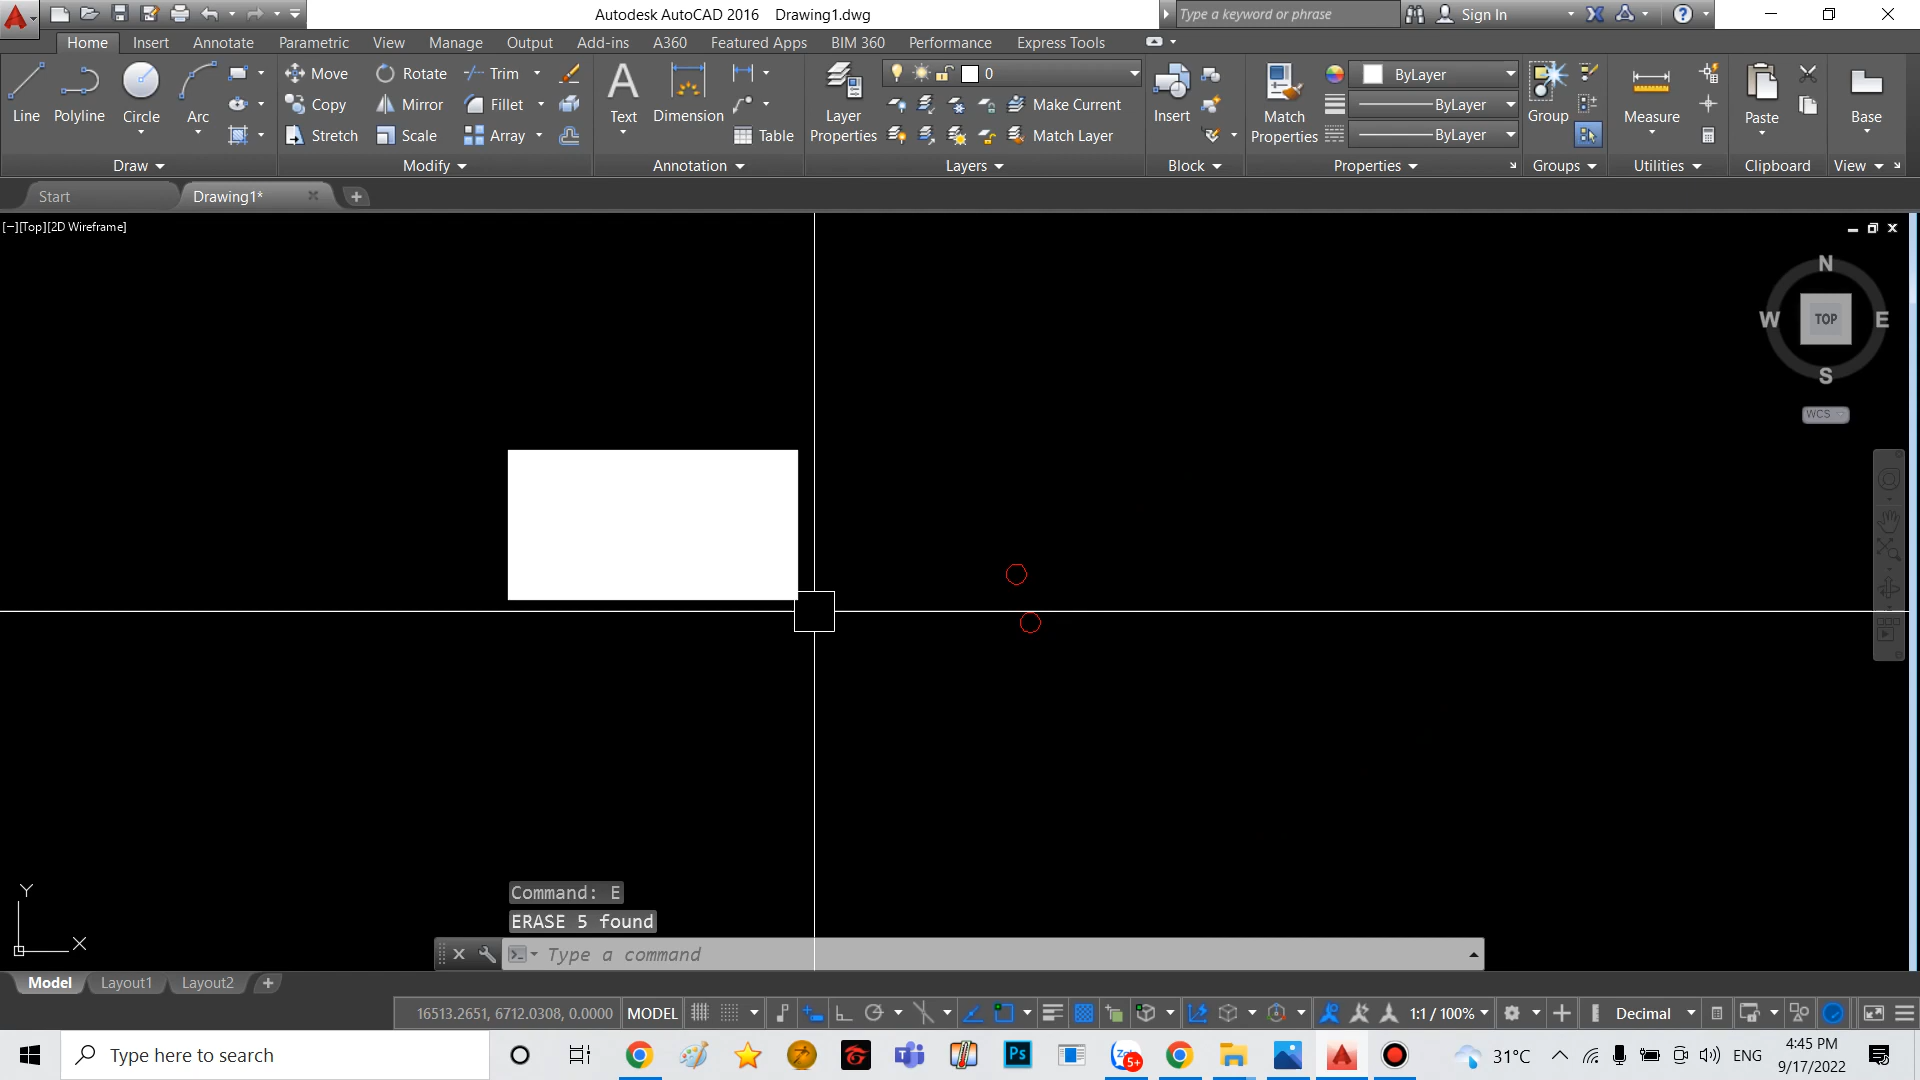 Autodesk AutoCAD 2016 Drawing1.dwg
Type a keyword or phrase
Sign In
Home Insert Annotate Parametric View Manage Output Add-ins A360 Featured Apps BIM 360 Performance Express Tools
Line Polyline Circle Arc
Move Rotate Trim
Copy Mirror Fillet
Stretch Scale Array
Text Dimension Table
Layer Properties
0
Make Current
Match Layer
Insert
Match Properties
ByLayer
ByLayer
ByLayer
Group
Measure
Paste
Base
Draw Modify Annotation Layers Block Properties Groups Utilities Clipboard View
Start Drawing1*
[−][Top][2D Wireframe]
N
W TOP E
S
WCS
Y
X
Command: E
ERASE 5 found
Type a command
Model Layout1 Layout2
16513.2651, 6712.0308, 0.0000 MODEL 1:1 / 100% Decimal
Type here to search
Ps
5+
31°C
ENG
4:45 PM
9/17/2022